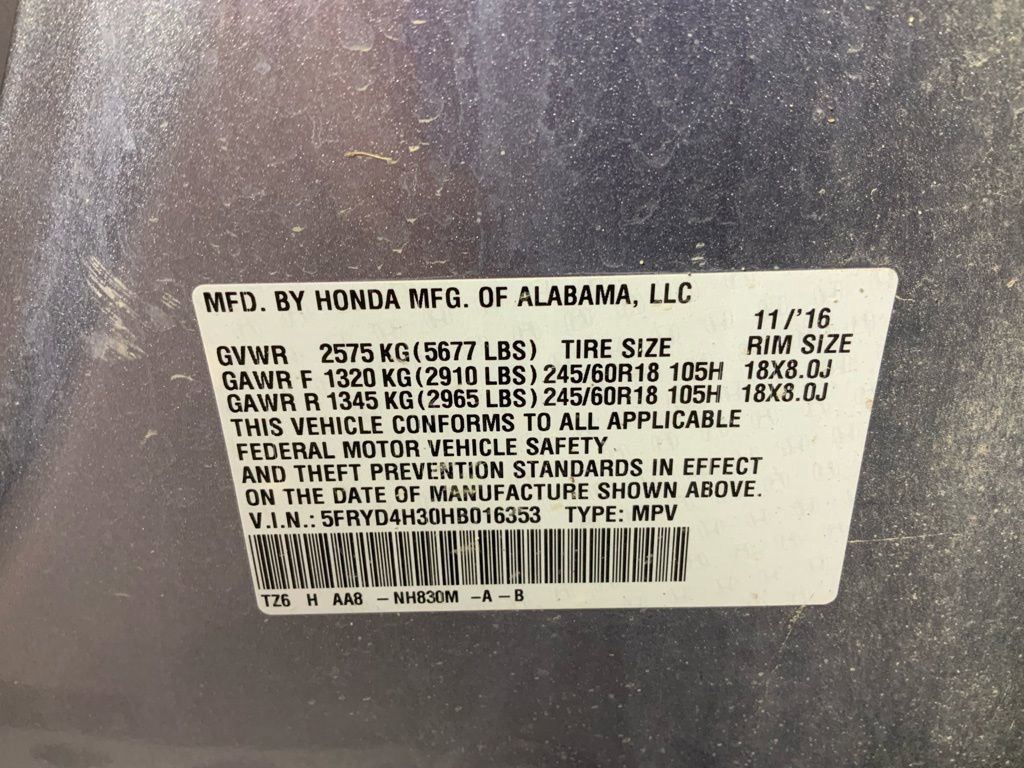 MFD. BY HONDA MFG. OF ALABAMA, LLC
11/'16
GVWR 2575 KG (5677 LBS) TIRE SIZE RIM SIZE
GAWR F 1320 KG (2910 LBS) 245/60R18 105H 18X8.0J
GAWR R 1345 KG (2965 LBS) 245/60R18 105H 18X8.0J
THIS VEHICLE CONFORMS TO ALL APPLICABLE
FEDERAL MOTOR VEHICLE SAFETY
AND THEFT PREVENTION STANDARDS IN EFFECT
ON THE DATE OF MANUFACTURE SHOWN ABOVE.
V.I.N.: 5FRYD4H30HB016353 TYPE: MPV
TZ6 H AA8 - NH830M -A - B